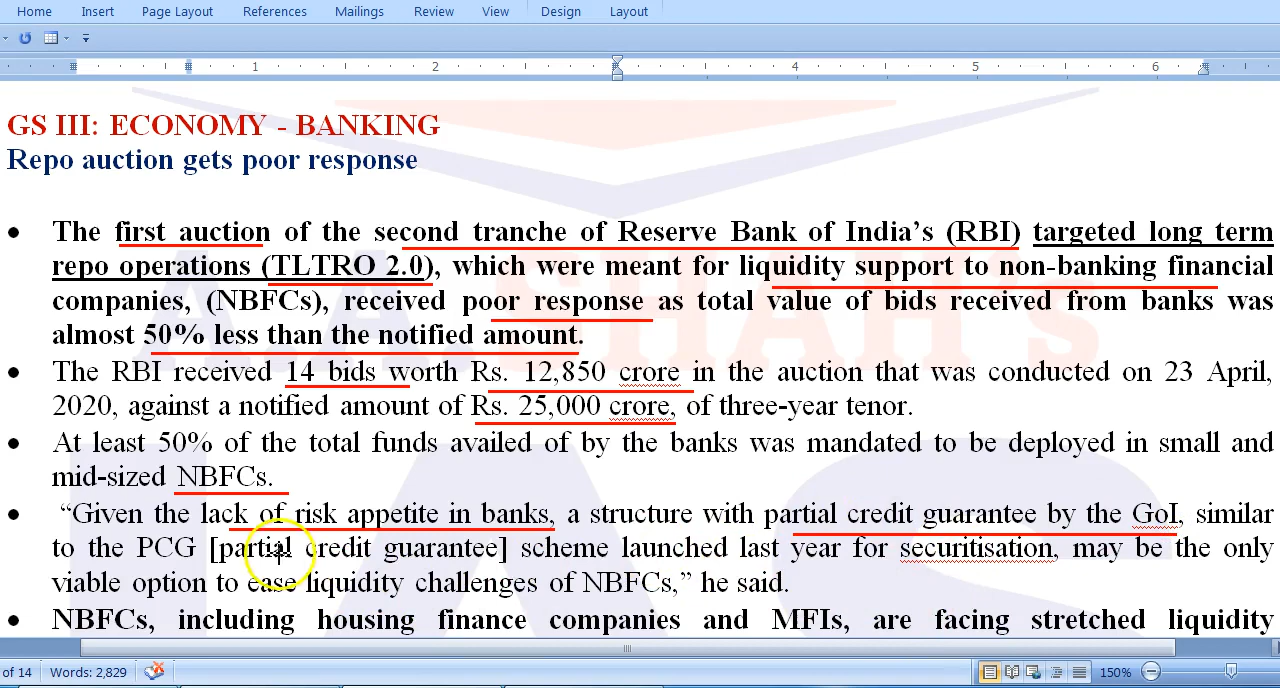 Home Insert Page Layout References Mailings Review View Design Layout
1 2 4 5 6
GS III: ECONOMY - BANKING
Repo auction gets poor response
• The first auction of the second tranche of Reserve Bank of India’s (RBI) targeted long term
repo operations (TLTRO 2.0), which were meant for liquidity support to non-banking financial
companies, (NBFCs), received poor response as total value of bids received from banks was
almost 50% less than the notified amount.
• The RBI received 14 bids worth Rs. 12,850 crore in the auction that was conducted on 23 April,
2020, against a notified amount of Rs. 25,000 crore, of three-year tenor.
• At least 50% of the total funds availed of by the banks was mandated to be deployed in small and
mid-sized NBFCs.
• “Given the lack of risk appetite in banks, a structure with partial credit guarantee by the GoI, similar
to the PCG [partial credit guarantee] scheme launched last year for securitisation, may be the only
viable option to ease liquidity challenges of NBFCs,” he said.
• NBFCs, including housing finance companies and MFIs, are facing stretched liquidity
of 14 Words: 2,829 150%